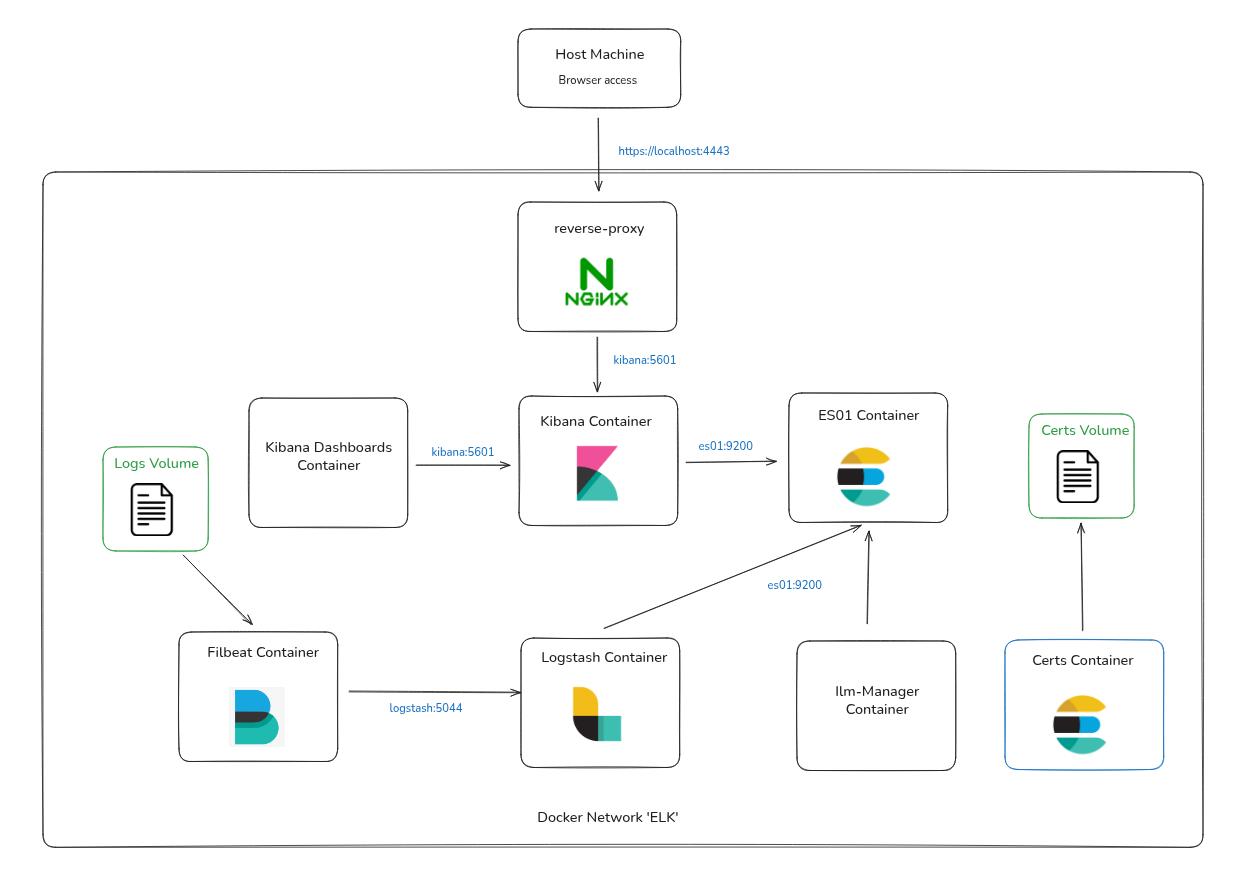 Host Machine
Browser access
https://localhost:4443
reverse-proxy
NGINX
kibana:5601
Kibana Dashboards
Container
kibana:5601
Kibana Container
es01:9200
ES01 Container
Certs Volume
Logs Volume
es01:9200
Filbeat Container
logstash:5044
Logstash Container
Ilm-Manager
Container
Certs Container
Docker Network 'ELK'